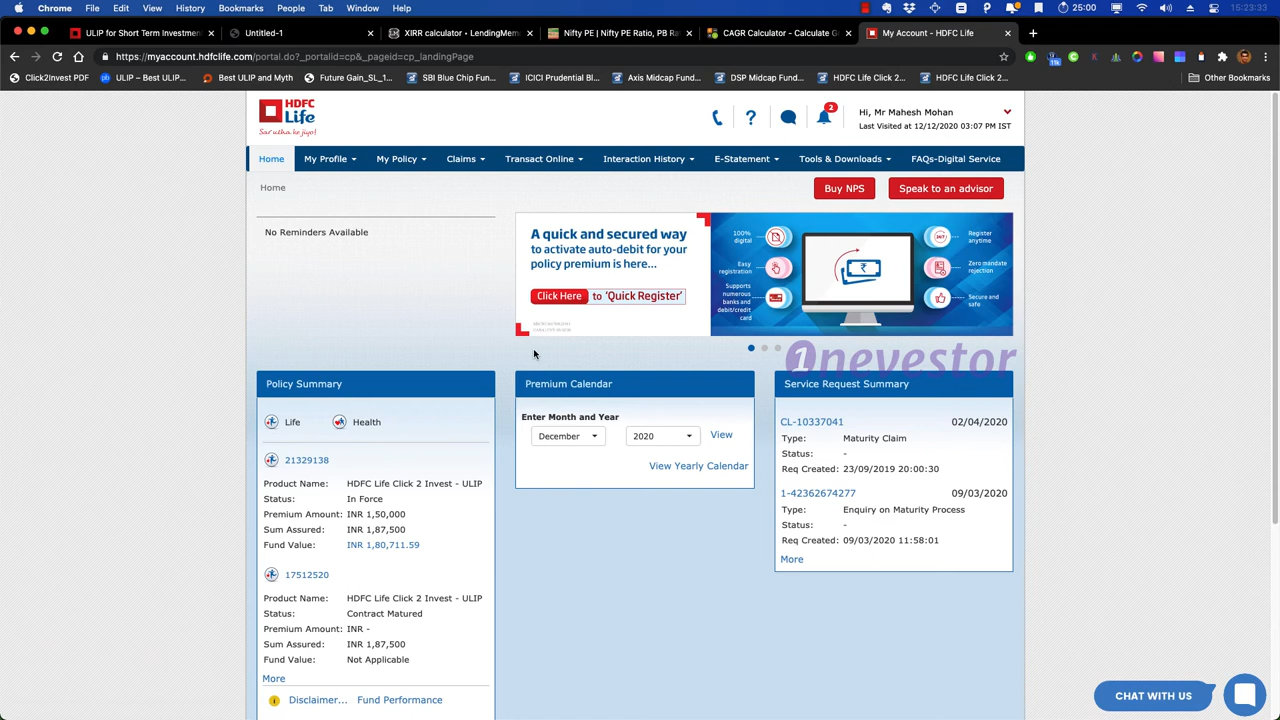 Chrome File Edit View History Bookmarks People Tab Window Help 25:00 15:23:33
ULIP for Short Term Investment Untitled-1 XIRR calculator - LendingMem Nifty PE | Nifty PE Ratio, PB Ra CAGR Calculator - Calculate G My Account - HDFC Life
https://myaccount.hdfclife.com/portal.do?_portalid=cp&_pageid=cp_landingPage
Click2Invest PDF ULIP – Best ULIP... Best ULIP and Myth Future Gain_SL_1... SBI Blue Chip Fun... ICICI Prudential Bl... Axis Midcap Fund... DSP Midcap Fund... HDFC Life Click 2... HDFC Life Click 2... Other Bookmarks
HDFC
Life
Sar utha ke jiyo!
2
Hi, Mr Mahesh Mohan
Last Visited at 12/12/2020 03:07 PM IST
Home My Profile My Policy Claims Transact Online Interaction History E-Statement Tools & Downloads FAQs-Digital Service
Home
Buy NPS Speak to an advisor
No Reminders Available
A quick and secured way
to activate auto-debit for your
policy premium is here...
Click Here to 'Quick Register'
100%
digital
Easy
registration
Supports
numerous
banks and
debit/credit
card
Register
anytime
Zero mandate
rejection
Secure and
safe
1nevestor
Policy Summary
Life Health
21329138
Product Name: HDFC Life Click 2 Invest - ULIP
Status: In Force
Premium Amount: INR 1,50,000
Sum Assured: INR 1,87,500
Fund Value: INR 1,80,711.59
17512520
Product Name: HDFC Life Click 2 Invest - ULIP
Status: Contract Matured
Premium Amount: INR -
Sum Assured: INR 1,87,500
Fund Value: Not Applicable
More
Disclaimer... Fund Performance
Premium Calendar
Enter Month and Year
December 2020 View
View Yearly Calendar
Service Request Summary
CL-10337041 02/04/2020
Type: Maturity Claim
Status: -
Req Created: 23/09/2019 20:00:30
1-42362674277 09/03/2020
Type: Enquiry on Maturity Process
Status: -
Req Created: 09/03/2020 11:58:01
More
CHAT WITH US